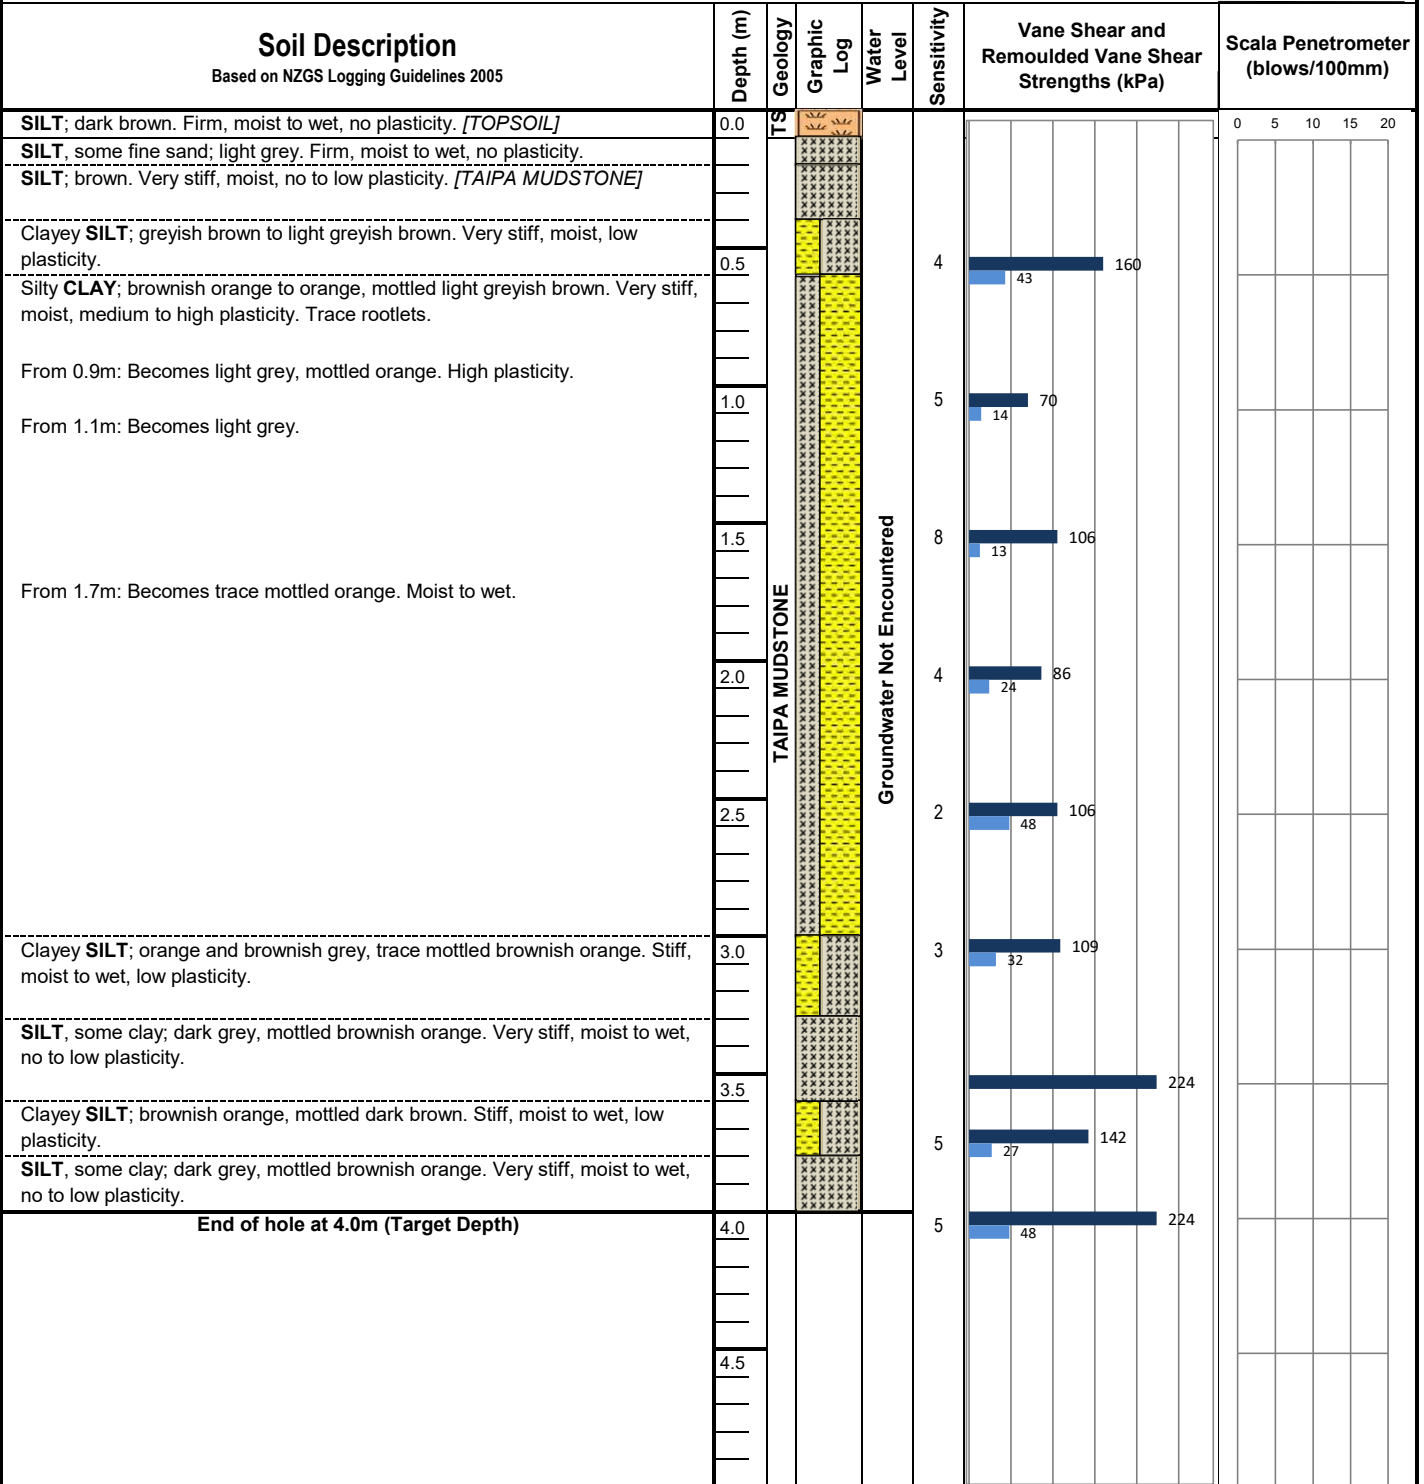 Soil Description
Based on NZGS Logging Guidelines 2005
Depth (m)
Geology
Graphic
Log
Water
Level
Sensitivity
Vane Shear and
Remoulded Vane Shear
Strengths (kPa)
Scala Penetrometer
(blows/100mm)
0 5 10 15 20
SILT; dark brown. Firm, moist to wet, no plasticity. [TOPSOIL]
0.0
TS
SILT, some fine sand; light grey. Firm, moist to wet, no plasticity.
SILT; brown. Very stiff, moist, no to low plasticity. [TAIPA MUDSTONE]
Clayey SILT; greyish brown to light greyish brown. Very stiff, moist, low
plasticity.
0.5
4
160
43
Silty CLAY; brownish orange to orange, mottled light greyish brown. Very stiff,
moist, medium to high plasticity. Trace rootlets.
From 0.9m: Becomes light grey, mottled orange. High plasticity.
1.0
5
70
14
From 1.1m: Becomes light grey.
1.5
8
106
13
From 1.7m: Becomes trace mottled orange. Moist to wet.
TAIPA MUDSTONE
Groundwater Not Encountered
2.0
4
86
24
2.5
2
106
48
Clayey SILT; orange and brownish grey, trace mottled brownish orange. Stiff,
moist to wet, low plasticity.
3.0
3
109
32
SILT, some clay; dark grey, mottled brownish orange. Very stiff, moist to wet,
no to low plasticity.
3.5
224
Clayey SILT; brownish orange, mottled dark brown. Stiff, moist to wet, low
plasticity.
5
142
27
SILT, some clay; dark grey, mottled brownish orange. Very stiff, moist to wet,
no to low plasticity.
End of hole at 4.0m (Target Depth)
4.0
5
224
48
4.5